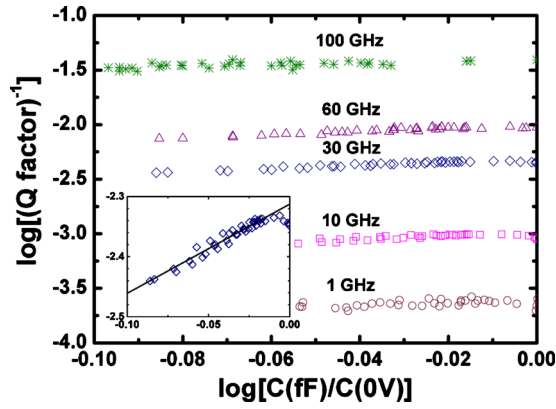 -1.0
-1.5
-2.0
-2.5
-3.0
-3.5
-4.0
log[(Q factor)-1]
100 GHz
60 GHz
30 GHz
10 GHz
1 GHz
-2.3
-2.4
-2.5
-0.10
-0.05
0.00
-0.10
-0.08
-0.06
-0.04
-0.02
0.00
log[C(fF)/C(0V)]